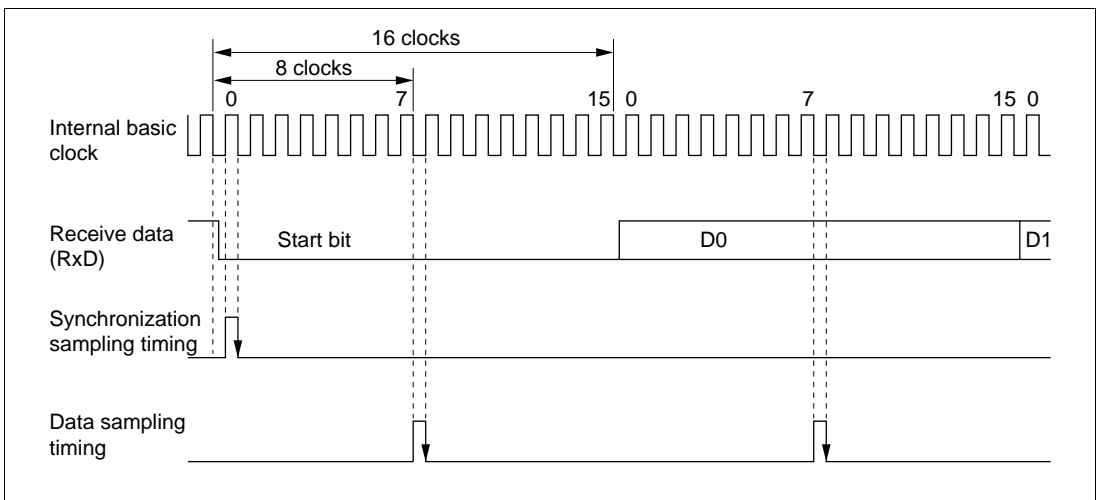 16 clocks
8 clocks
0 7 15 0 7 15 0
Internal basic
clock
Receive data
(RxD)
Start bit
D0
D1
Synchronization
sampling timing
Data sampling
timing